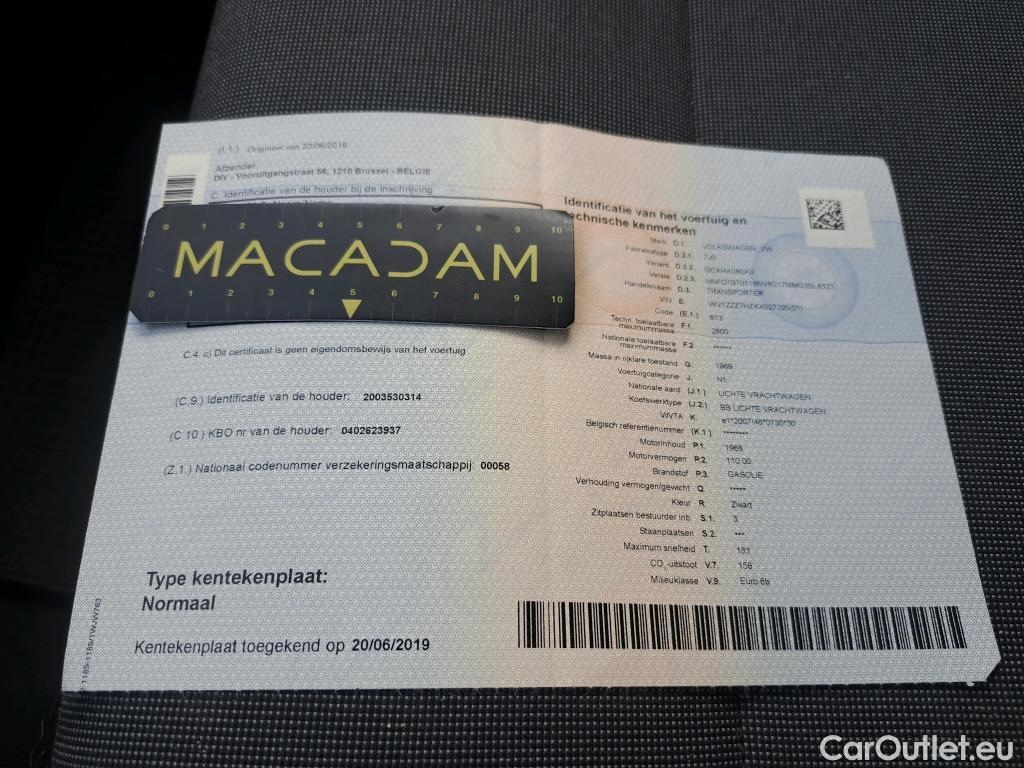 (I.1.) Origineel van 20/06/2019
Afzender:
DIV - Vooruitgangstraat 56, 1210 Brussel - BELGIE
C. Identificatie van de houder bij de inschrijving
0 1 2 3 4 5 6 7 8 9 10
MACADAM
0 1 2 3 4 5 6 7 8 9 10
C.4. c) Dit certificaat is geen eigendomsbewijs van het voertuig
(C.9.) Identificatie van de houder: 2003530314
(C.10.) KBO nr van de houder: 0402623937
(Z.1.) Nationaal codenummer verzekeringsmaatschappij: 00058
Type kentekenplaat:
Normaal
Kentekenplaat toegekend op 20/06/2019
Identificatie van het voertuig en
technische kenmerken
Merk D.1. VOLKSWAGEN, VW
Fabriekstype D.2.1. 7J0
Variant D.2.2.
Versie D.2.3.
Handelsnaam D.3. TRANSPORTER
VIN E.
Code (E.1.) 613
Techn. toelaatbare
maximummassa F.1. 2800
Nationale toelaatbare
maximummassa F.2. ******
Massa in rijklare toestand G. 1969
Voertuigcategorie J. N1
Nationale aard (J.1.) LICHTE VRACHTWAGEN
Koetswerktype (J.2.) BB LICHTE VRACHTWAGEN
WVTA K. e1*2007/46*0130*30
Belgisch referentienummer (K.1.) ********
Motorinhoud P.1. 1968
Motorvermogen P.2. 110.00
Brandstof P.3. GASOLIE
Verhouding vermogen/gewicht Q. *****
Kleur R. Zwart
Zitplaatsen bestuurder inb. S.1. 3
Staanplaatsen S.2. ***
Maximum snelheid T. 181
CO₂-uitstoot V.7. 156
Milieuklasse V.9. Euro 6b
CarOutlet.eu